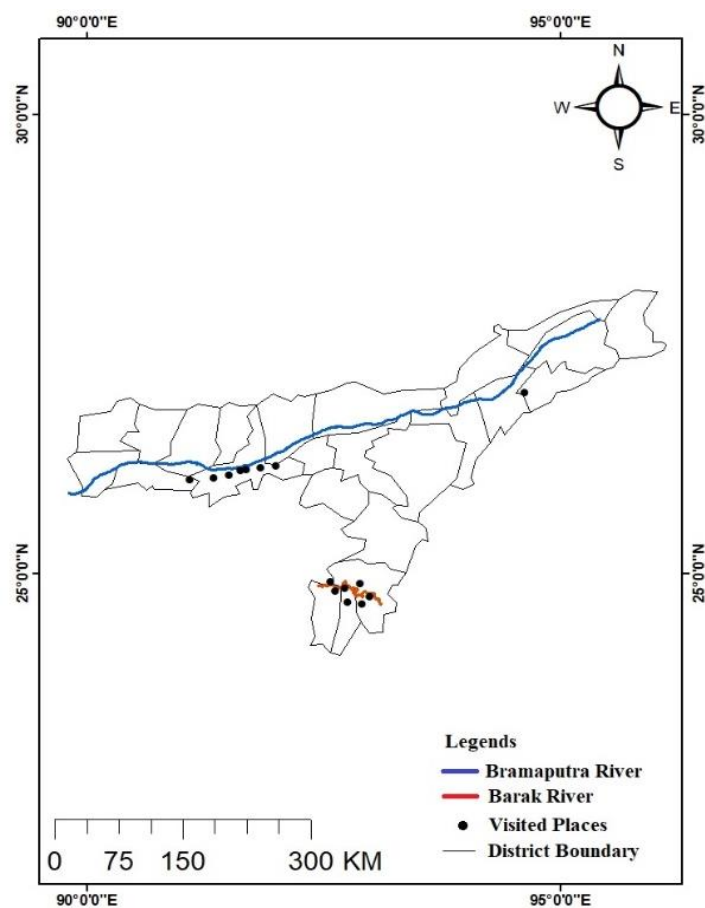 90°0'0"E 95°0'0"E
N
W E
S
30°0'0"N 30°0'0"N
25°0'0"N 25°0'0"N
Legends
Bramaputra River
Barak River
Visited Places
District Boundary
0 75 150 300 KM
90°0'0"E 95°0'0"E